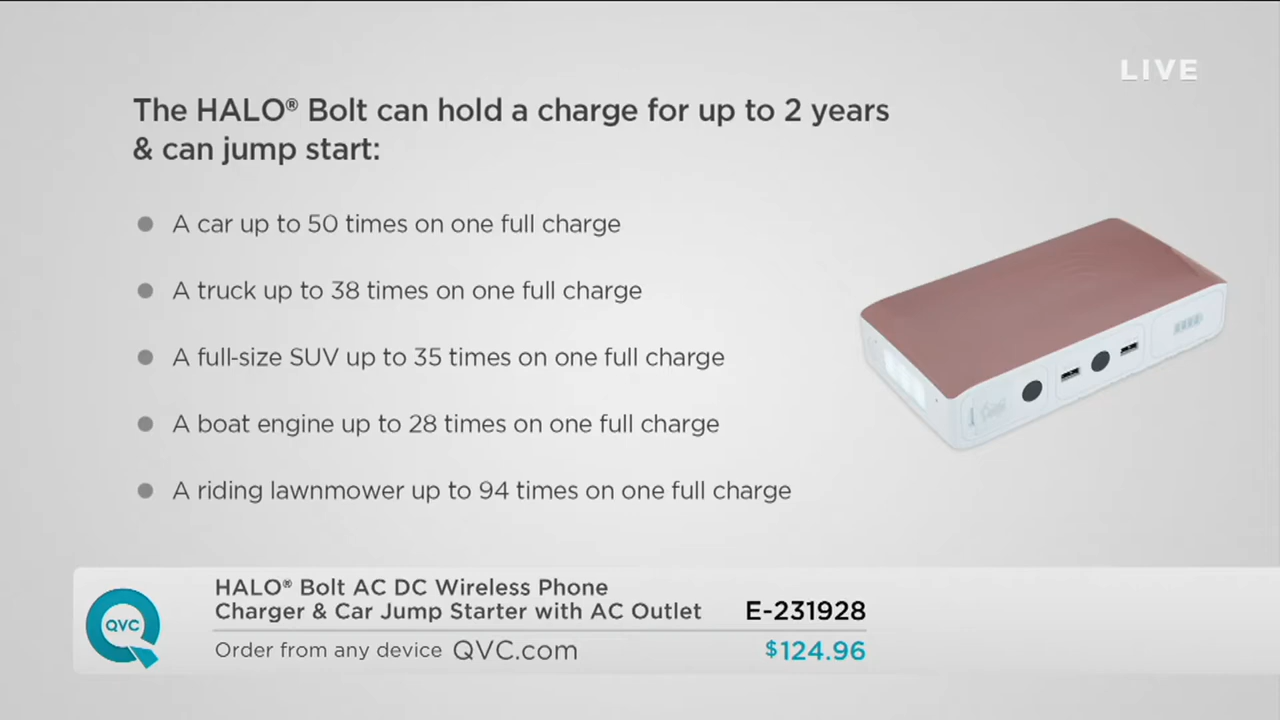 LIVE
The HALO® Bolt can hold a charge for up to 2 years
& can jump start:
A car up to 50 times on one full charge
A truck up to 38 times on one full charge
A full-size SUV up to 35 times on one full charge
A boat engine up to 28 times on one full charge
A riding lawnmower up to 94 times on one full charge
QVC
HALO® Bolt AC DC Wireless Phone
Charger & Car Jump Starter with AC Outlet
E-231928
Order from any device QVC.com
$124.96